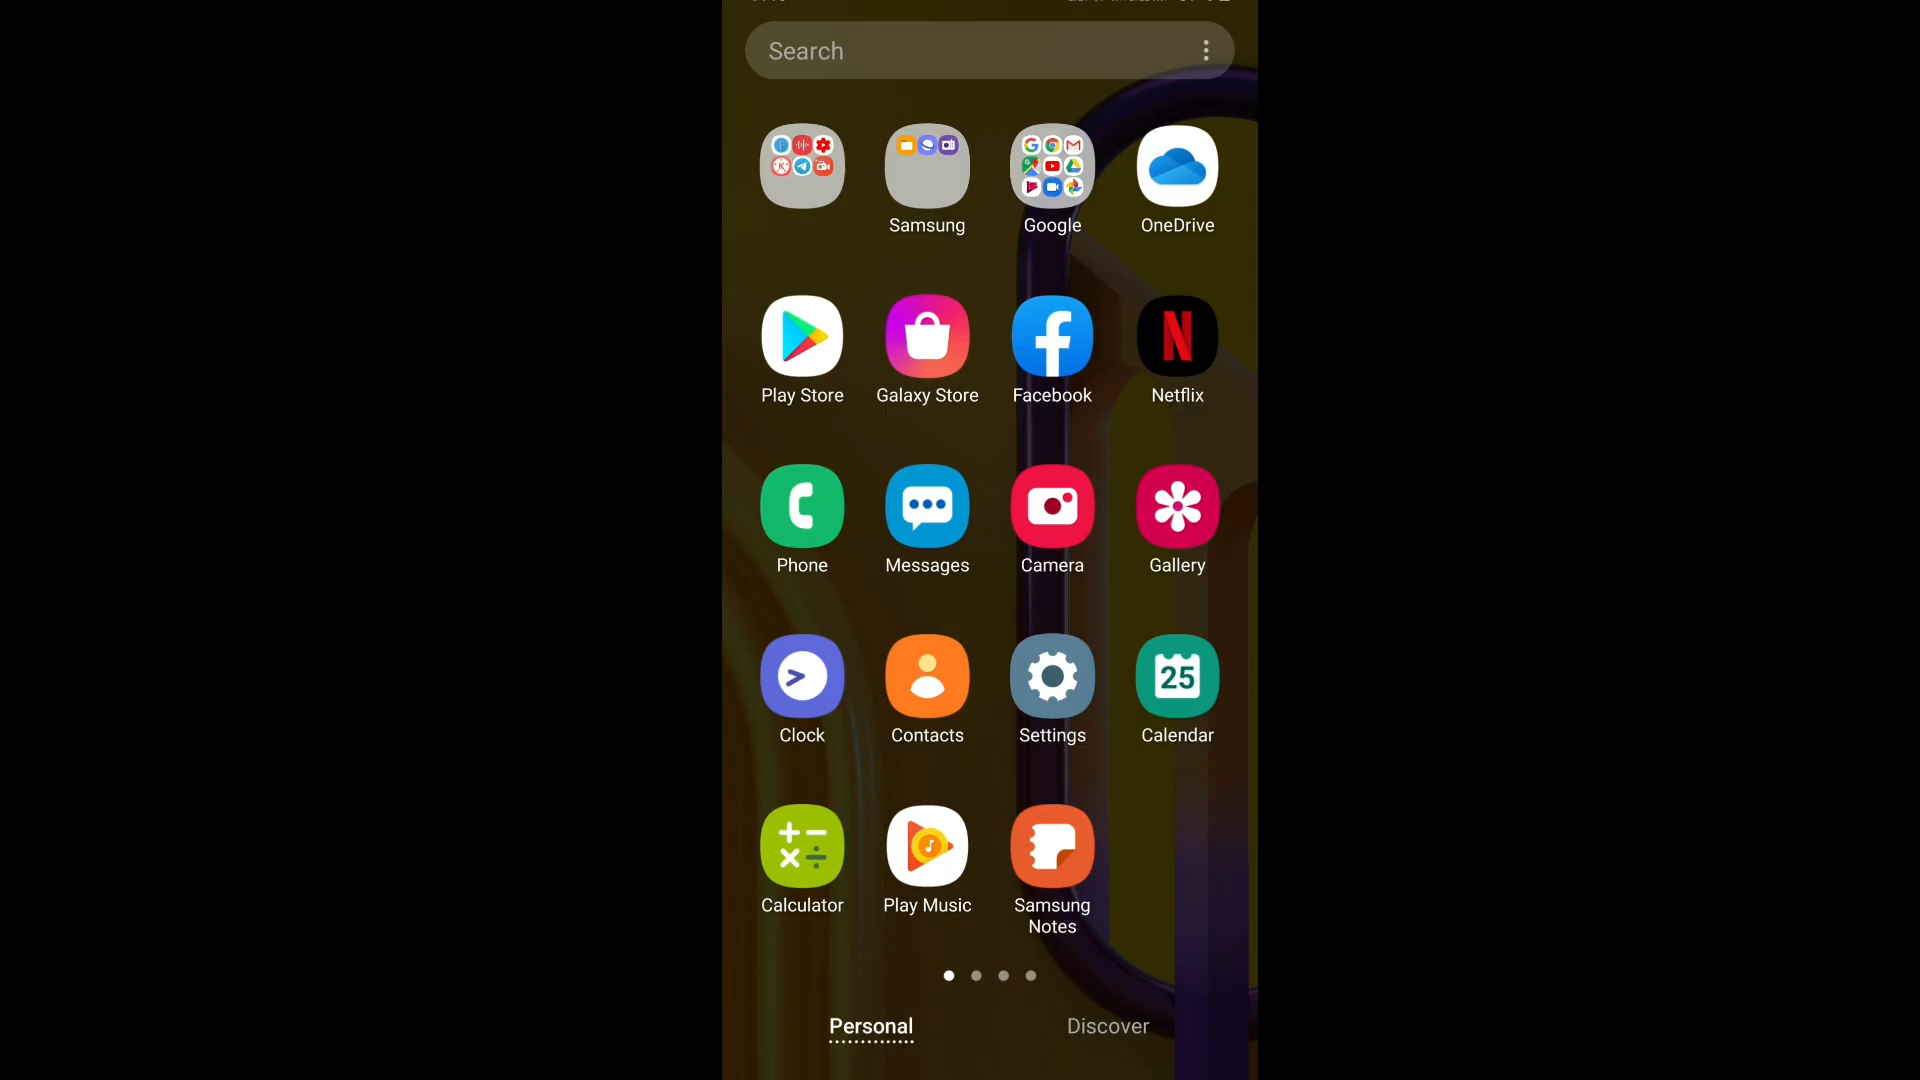 Search
Samsung
Google
OneDrive
Play Store
Galaxy Store
Facebook
Netflix
Phone
Messages
Camera
Gallery
25
Clock
Contacts
Settings
Calendar
Calculator
Play Music
Samsung
Notes
Personal
Discover